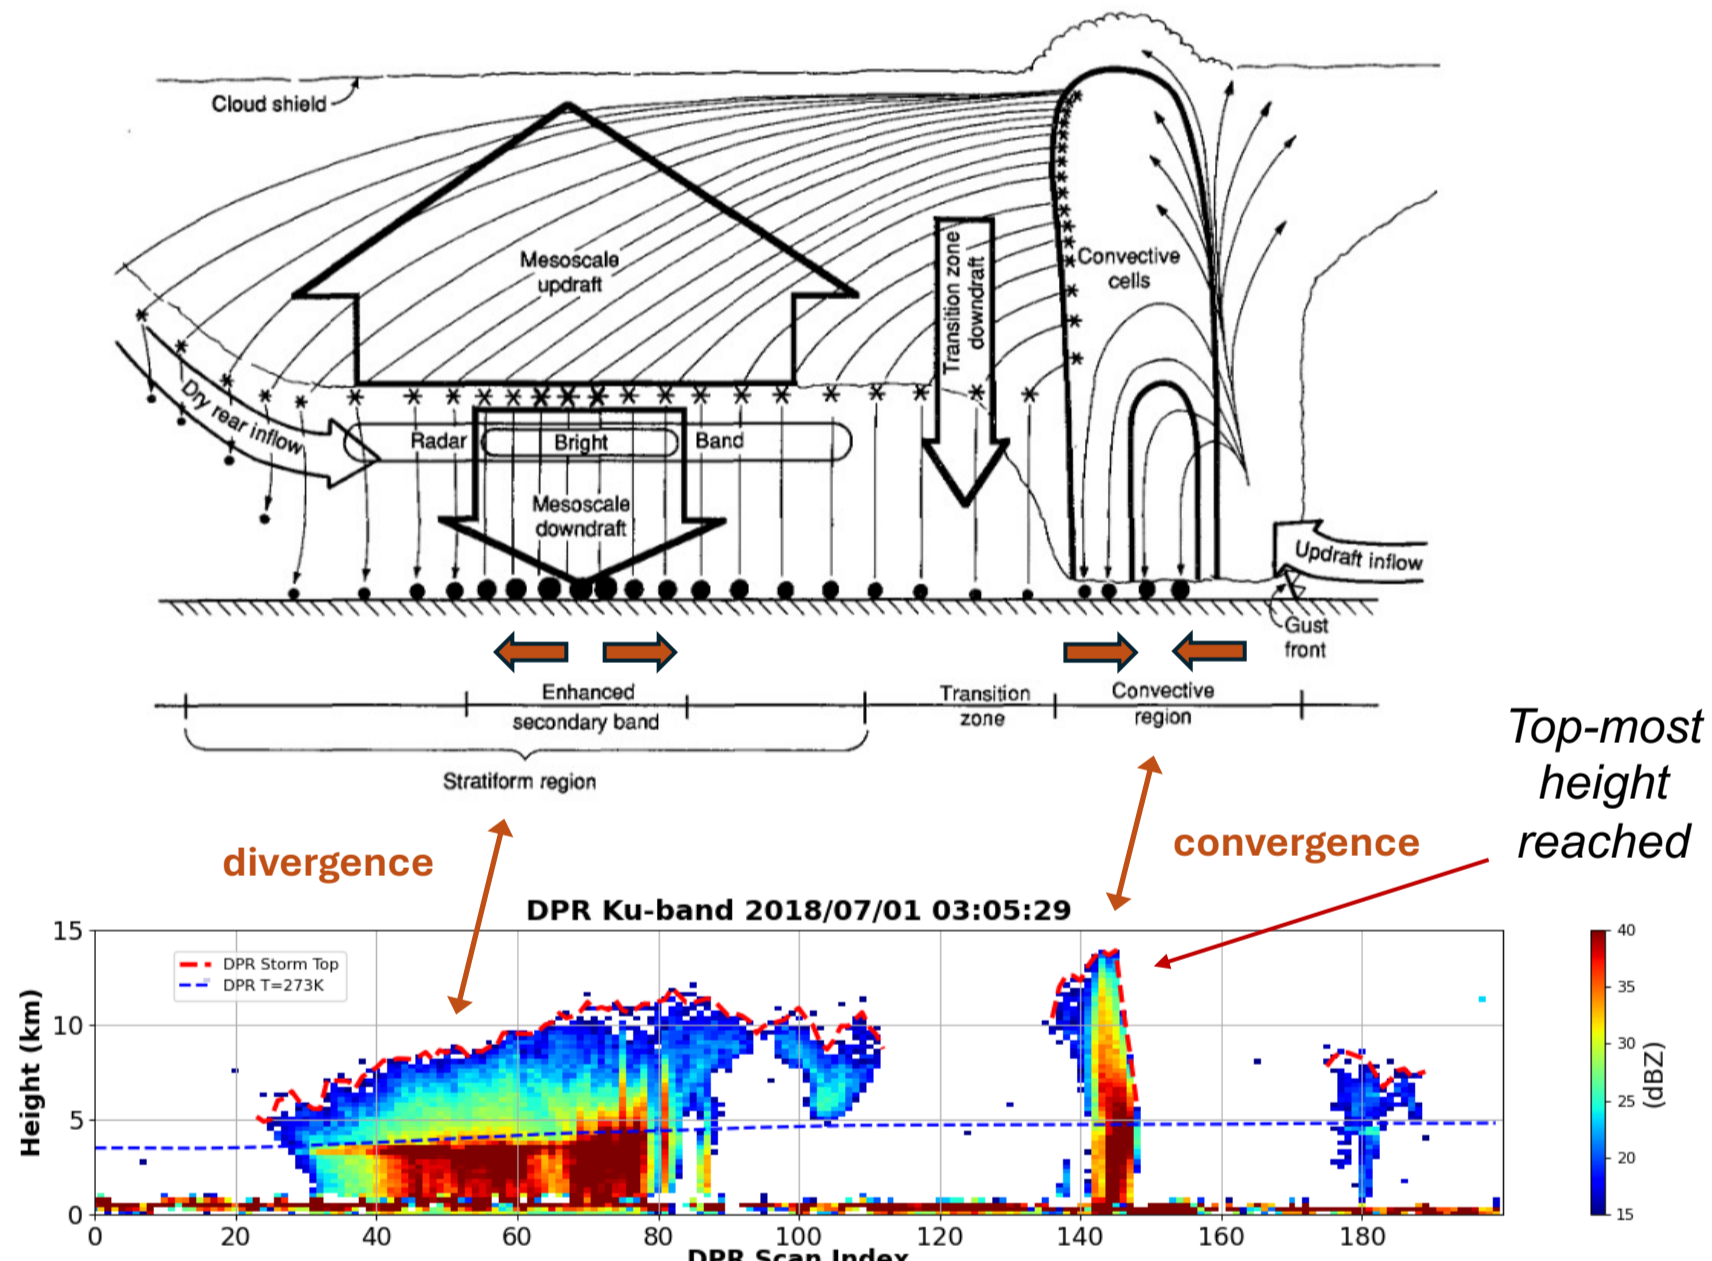 Cloud shield
Mesoscale
updraft
Transition zone
downdraft
Convective
cells
Dry rear inflow
Radar Bright Band
Mesoscale
downdraft
Updraft inflow
Gust
front
Enhanced
secondary band
Transition
zone
Convective
region
Stratiform region
Top-most
height
reached
divergence
convergence
DPR Ku-band 2018/07/01 03:05:29
DPR Storm Top
DPR T=273K
Height (km)
15
10
5
0
0 20 40 60 80 100 120 140 160 180
DPR Scan Index
40
35
30
25
20
15
(dBZ)